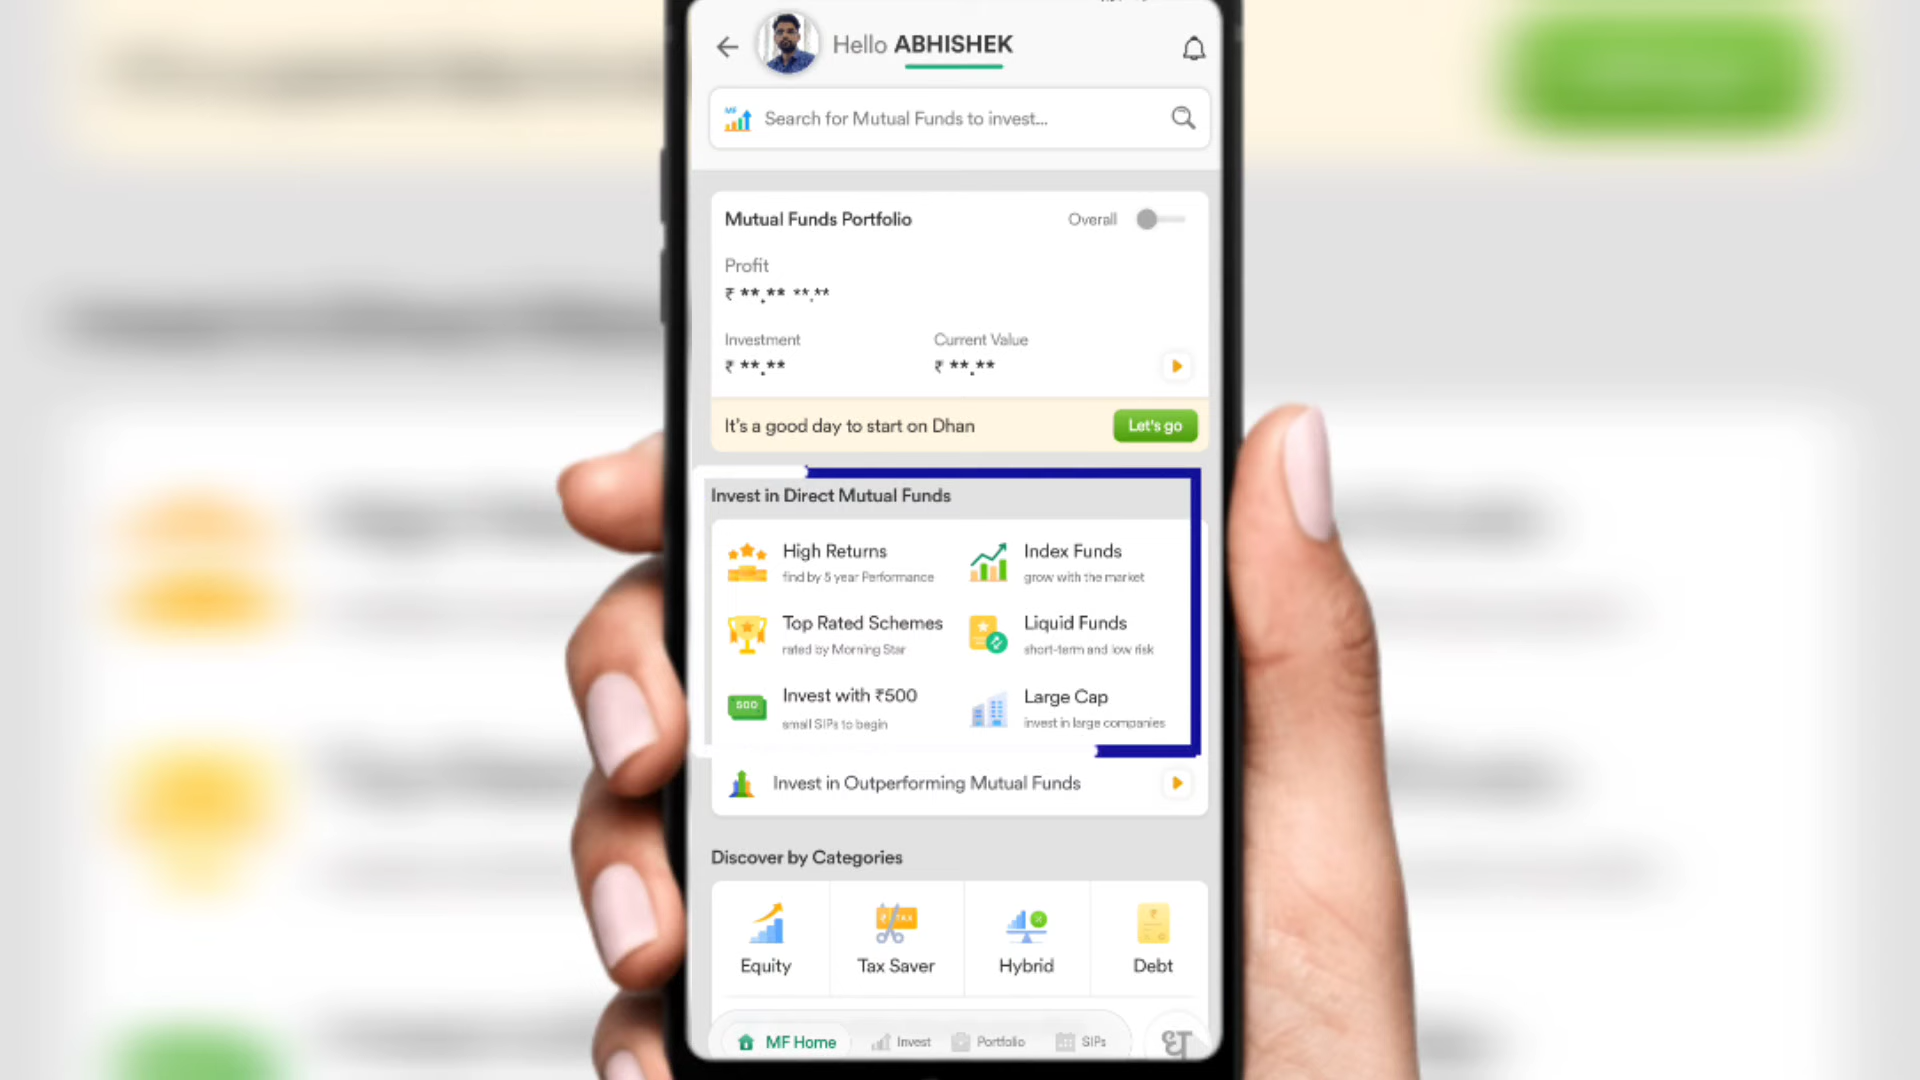 Hello ABHISHEK
MF
Search for Mutual Funds to invest...
Mutual Funds Portfolio
Overall
Profit
₹ **.** **.**
Investment
Current Value
₹ **.**
₹ **.**
It's a good day to start on Dhan
Let's go
Invest in Direct Mutual Funds
High Returns
find by 5 year Performance
Index Funds
grow with the market
Top Rated Schemes
rated by Morning Star
Liquid Funds
short-term and low risk
500
Invest with ₹500
small SIPs to begin
Large Cap
invest in large companies
Invest in Outperforming Mutual Funds
Discover by Categories
₹ TAX
₹
Equity
Tax Saver
Hybrid
Debt
MF Home
Invest
Portfolio
SIPs
ध